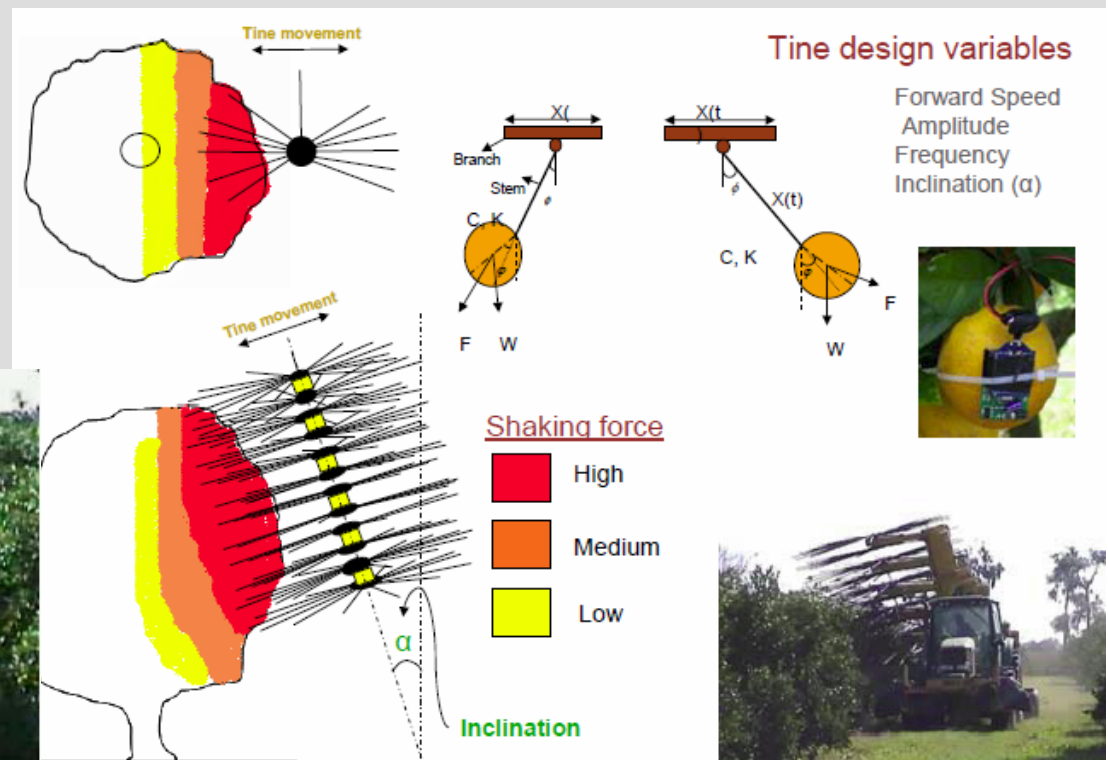 Tine movement
Tine design variables
Forward Speed
Amplitude
Frequency
Inclination (α)
X(
X(t
Branch
Stem
ϕ
ϕ
X(t)
C, K
C, K
φ
φ
F
W
F
W
Tine movement
Shaking force
High
Medium
Low
α
Inclination